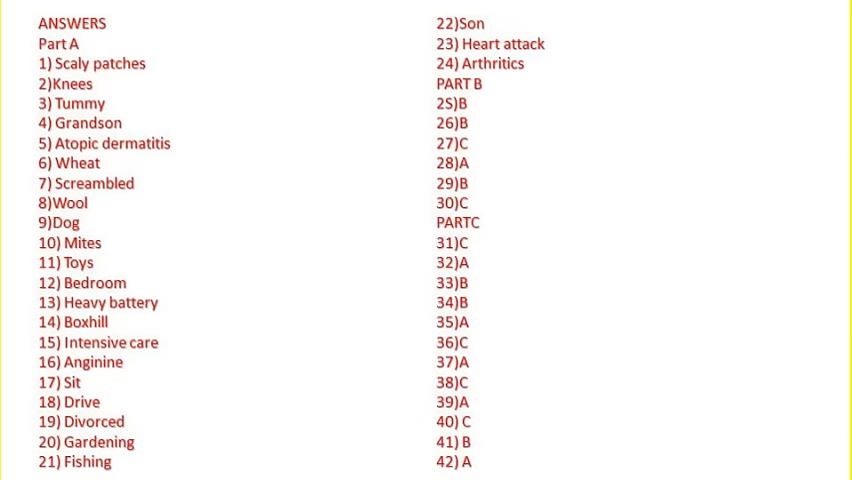 ANSWERS
Part A
1) Scaly patches
2)Knees
3) Tummy
4) Grandson
5) Atopic dermatitis
6) Wheat
7) Screambled
8)Wool
9)Dog
10) Mites
11) Toys
12) Bedroom
13) Heavy battery
14) Boxhill
15) Intensive care
16) Anginine
17) Sit
18) Drive
19) Divorced
20) Gardening
21) Fishing
22)Son
23) Heart attack
24) Arthritics
PART B
2S)B
26)B
27)C
28)A
29)B
30)C
PARTC
31)C
32)A
33)B
34)B
35)A
36)C
37)A
38)C
39)A
40) C
41) B
42) A